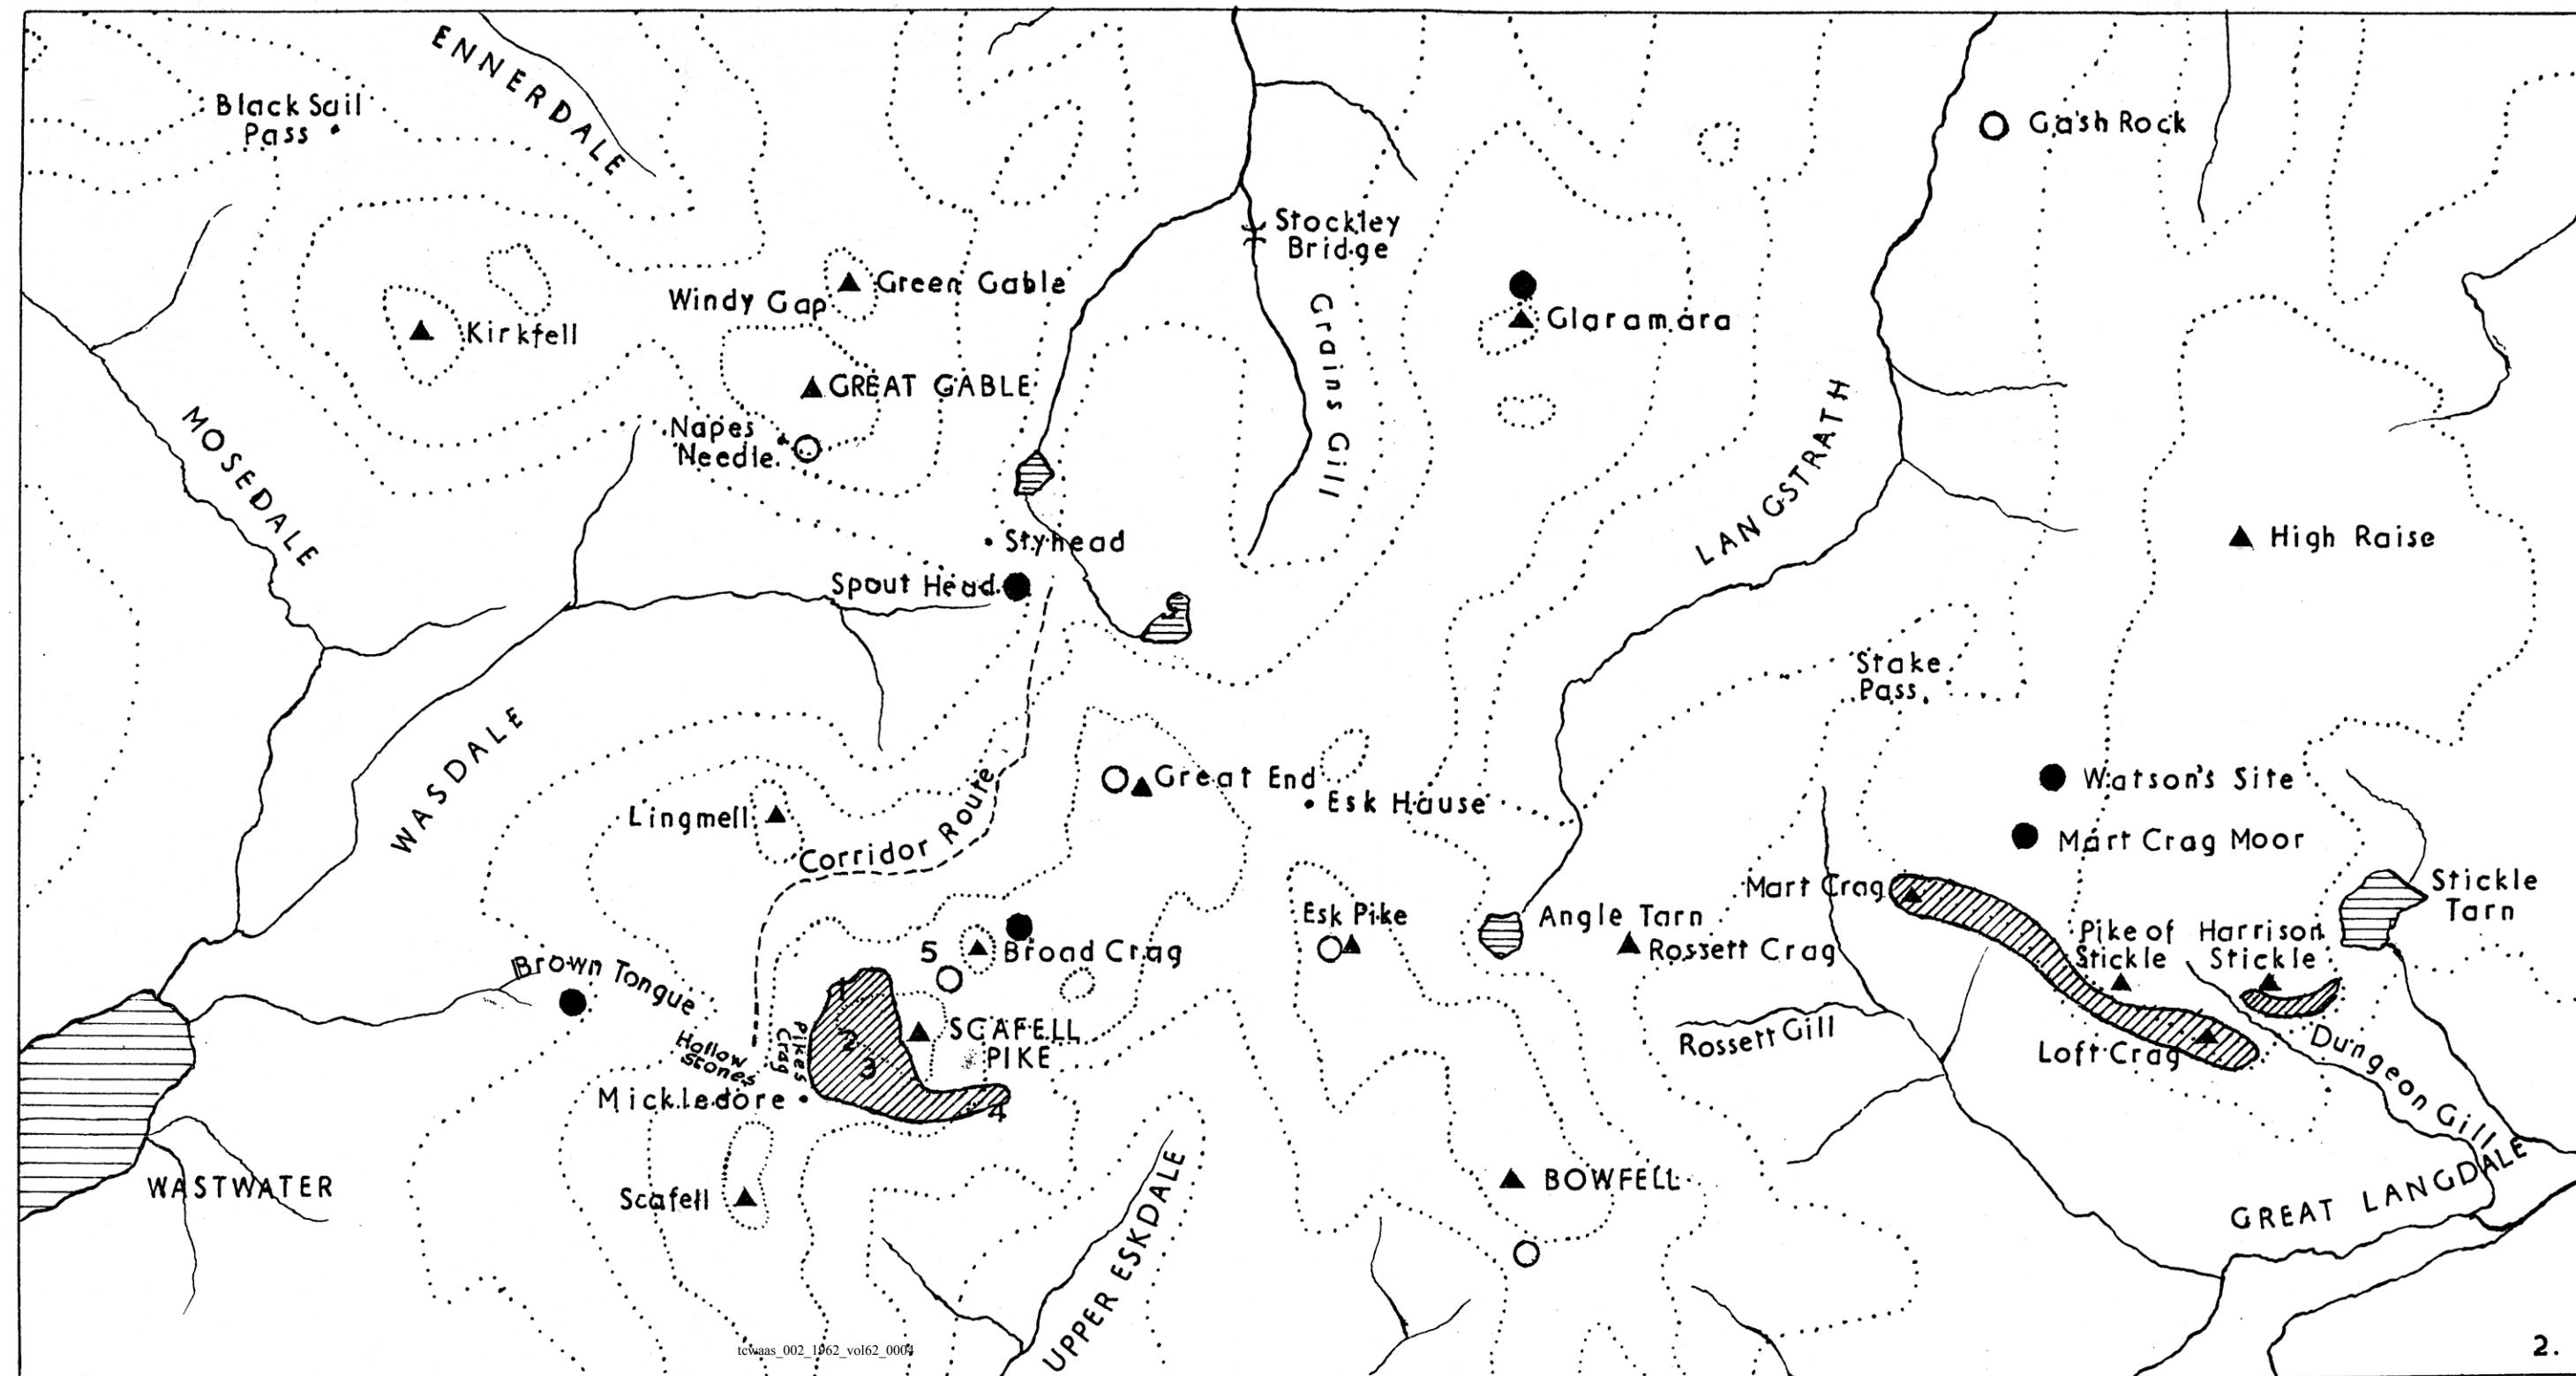 ENNERDALE
Black Sail
Pass
Gash Rock
Stockley
Bridge
Green Gable
Windy Gap
Kirkfell
Glaramara
Grains Gill
GREAT GABLE
Napes
Needle
MOSEDALE
LANGSTRATH
Styhead
High Raise
Spout Head
Stake
Pass
WASDALE
Great End
Esk Hause
Watson's Site
Lingmell
Corridor Route
Mart Crag Moor
Mart Crag
Stickle
Tarn
Esk Pike
Angle Tarn
Rossett Crag
Pike of
Stickle
Harrison
Stickle
5
Broad Crag
Brown Tongue
1
2
3
4
SCAFELL
PIKE
Pikes
Crag
Hollow
Stones
Mickledore
Rossett Gill
Loft Crag
Dungeon Gill
WASTWATER
Scafell
BOWFELL
UPPER ESKDALE
GREAT LANGDALE
tcwaas_002_1962_vol62_0004
2.